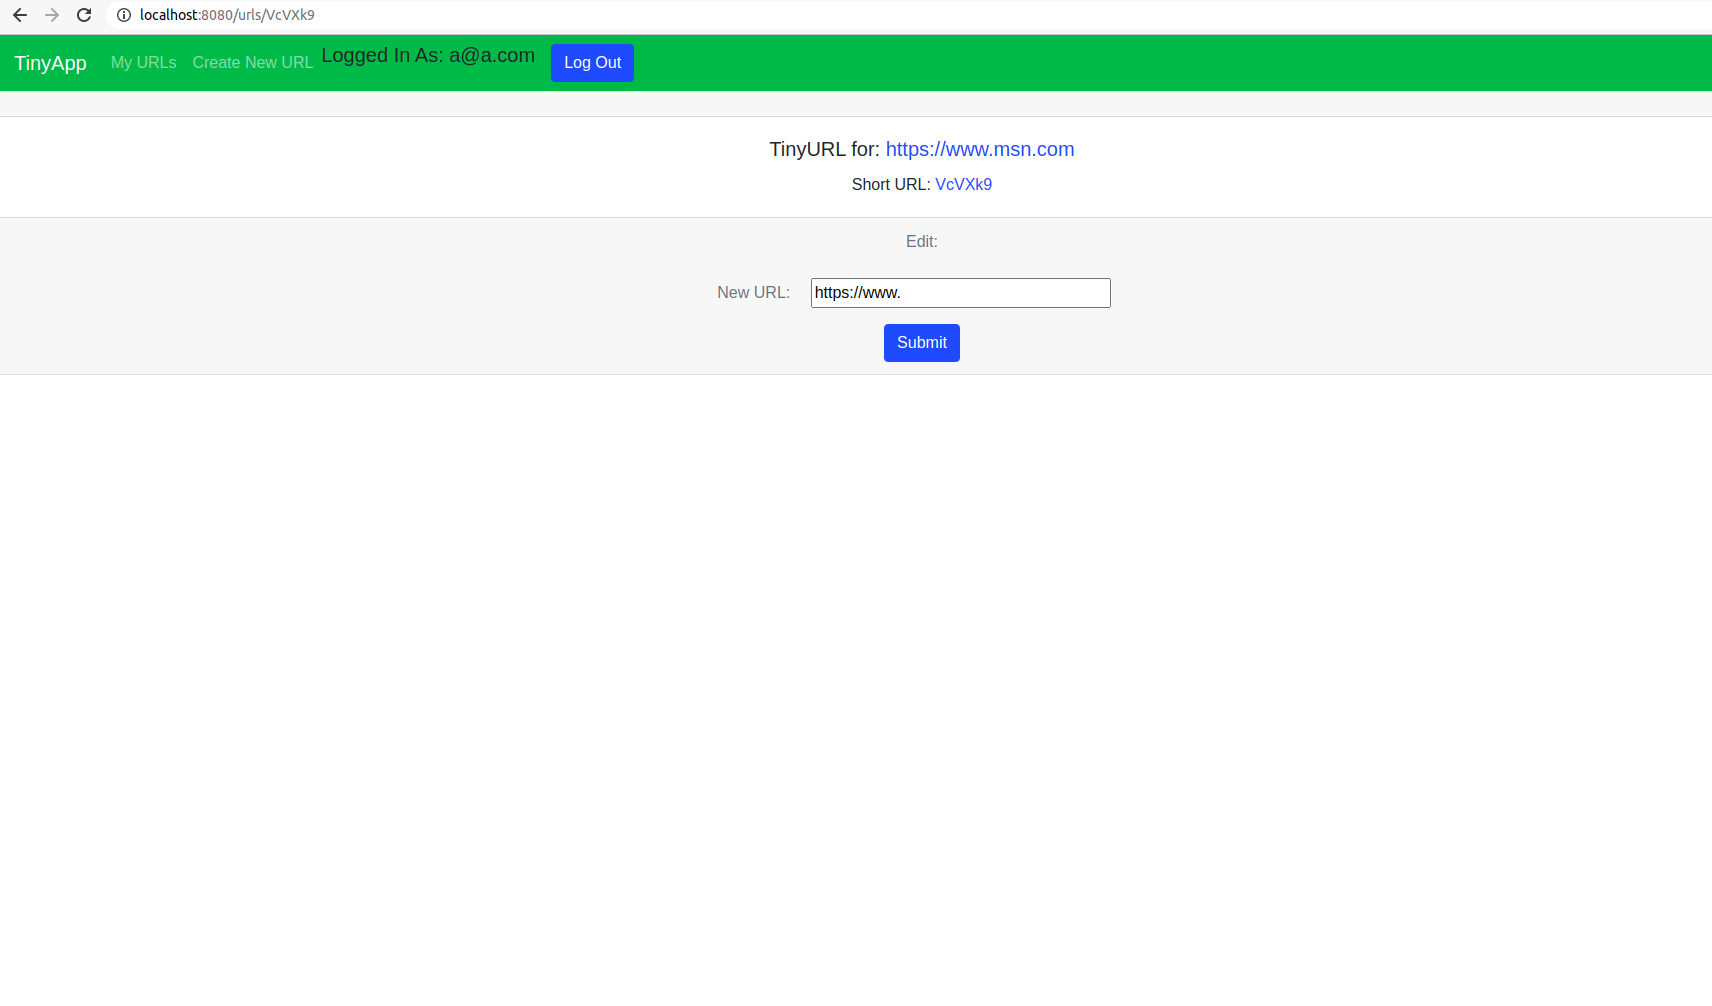 localhost:8080/urls/VcVXk9
TinyApp My URLs Create New URL Logged In As: a@a.com Log Out
TinyURL for: https://www.msn.com
Short URL: VcVXk9
Edit:
New URL: https://www.
Submit